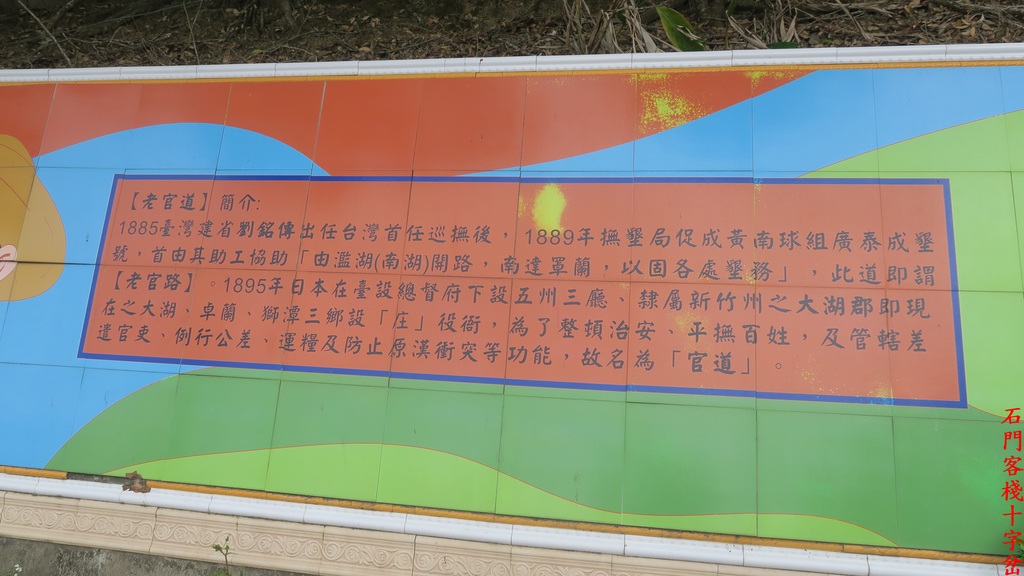 【老官道】簡介:
1885臺灣建省劉銘傳出任台灣首任巡撫後，1889年撫墾局促成黃南球組廣泰成墾
號，首由其助工協助「由滥湖(南湖)開路，南達罩蘭，以固各處墾務」，此道即謂
【老官路】。1895年日本在臺設總督府下設五州三廳、隸屬新竹州之大湖郡即現
在之大湖、卓蘭、獅潭三鄉設「庄」役衙，為了整頓治安、平撫百姓，及管轄差
遣官吏、例行公差、運糧及防止原漢衝突等功能，故名為「官道」。
石門客棧十字岔